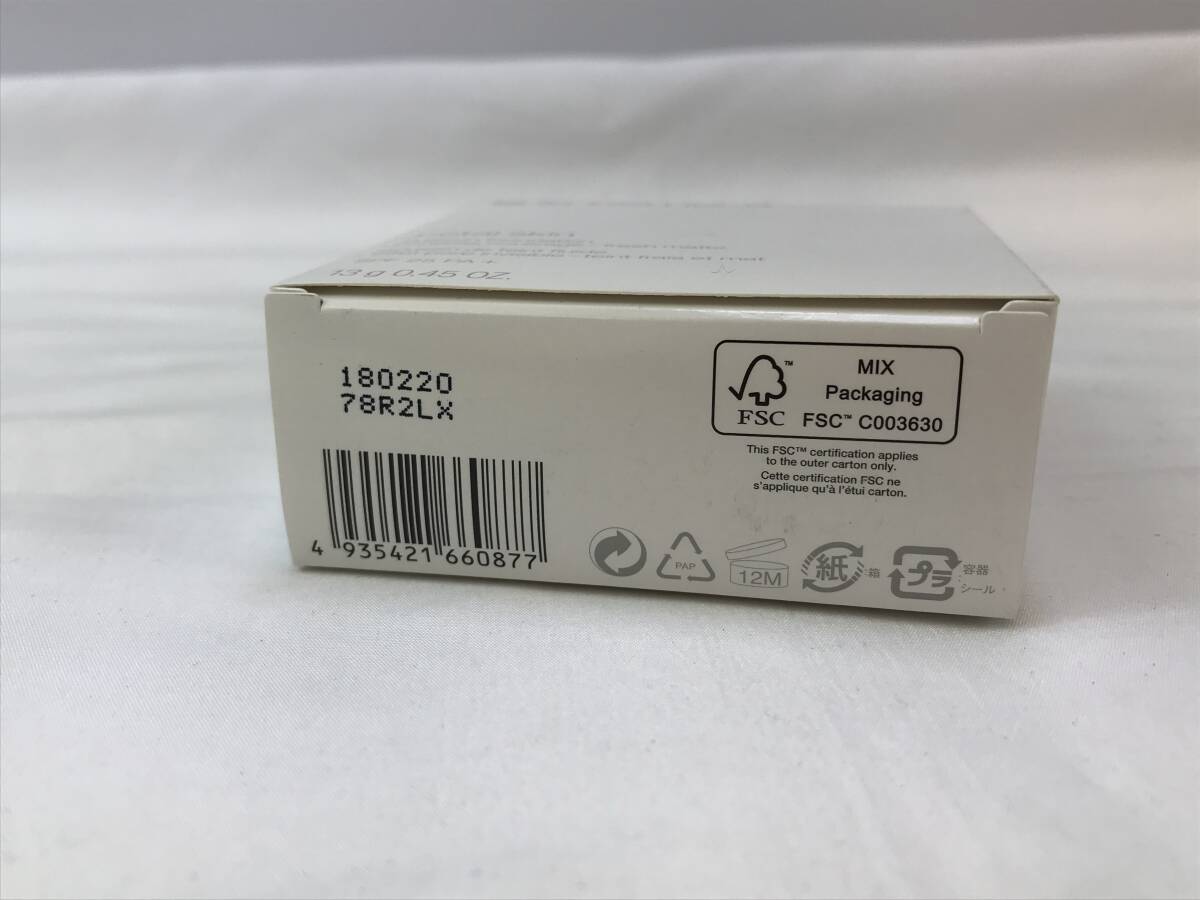 13 g 0.45 OZ.
180220
78R2LX
4 935421 660877
FSC™
MIX
Packaging
FSC™ C003630
This FSC™ certification applies
to the outer carton only.
Cette certification FSC ne
s'applique qu'à l'étui carton.
PAP
12M
紙 :箱
プラ 容器
シール